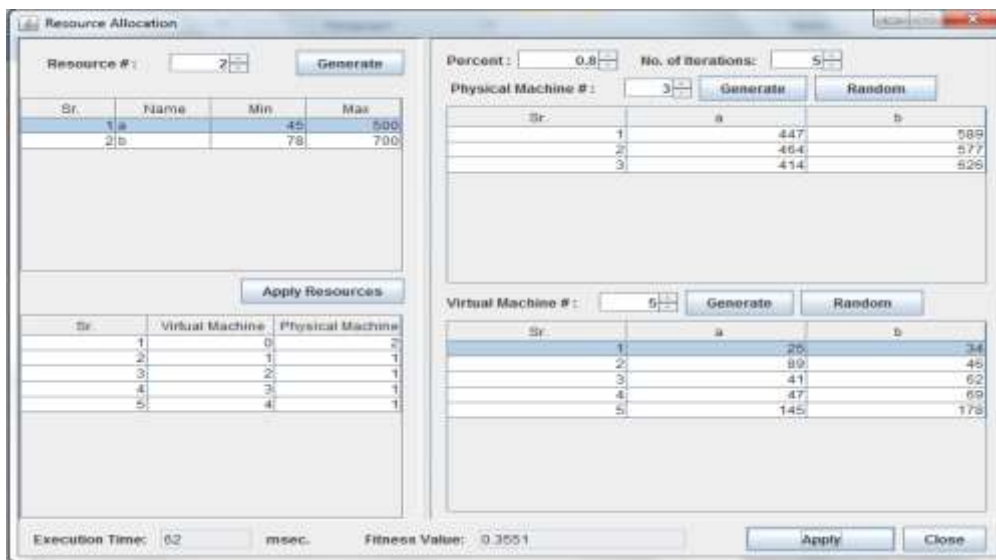 Resource Allocation
Resource # : 2 Generate
Sr. Name Min Max
1 a 45 500
2 b 78 700
Apply Resources
Sr. Virtual Machine Physical Machine
1 0 2
2 1 1
3 2 1
4 3 1
5 4 1
Percent : 0.8 No. of Iterations: 5
Physical Machine # : 3 Generate Random
Sr. a b
1 447 589
2 464 577
3 414 626
Virtual Machine # : 5 Generate Random
Sr. a b
1 34
2 89
3 41 62
4 47 69
5 145 178
Execution Time: 62 msec. Fitness Value: 0.3551 Apply Close